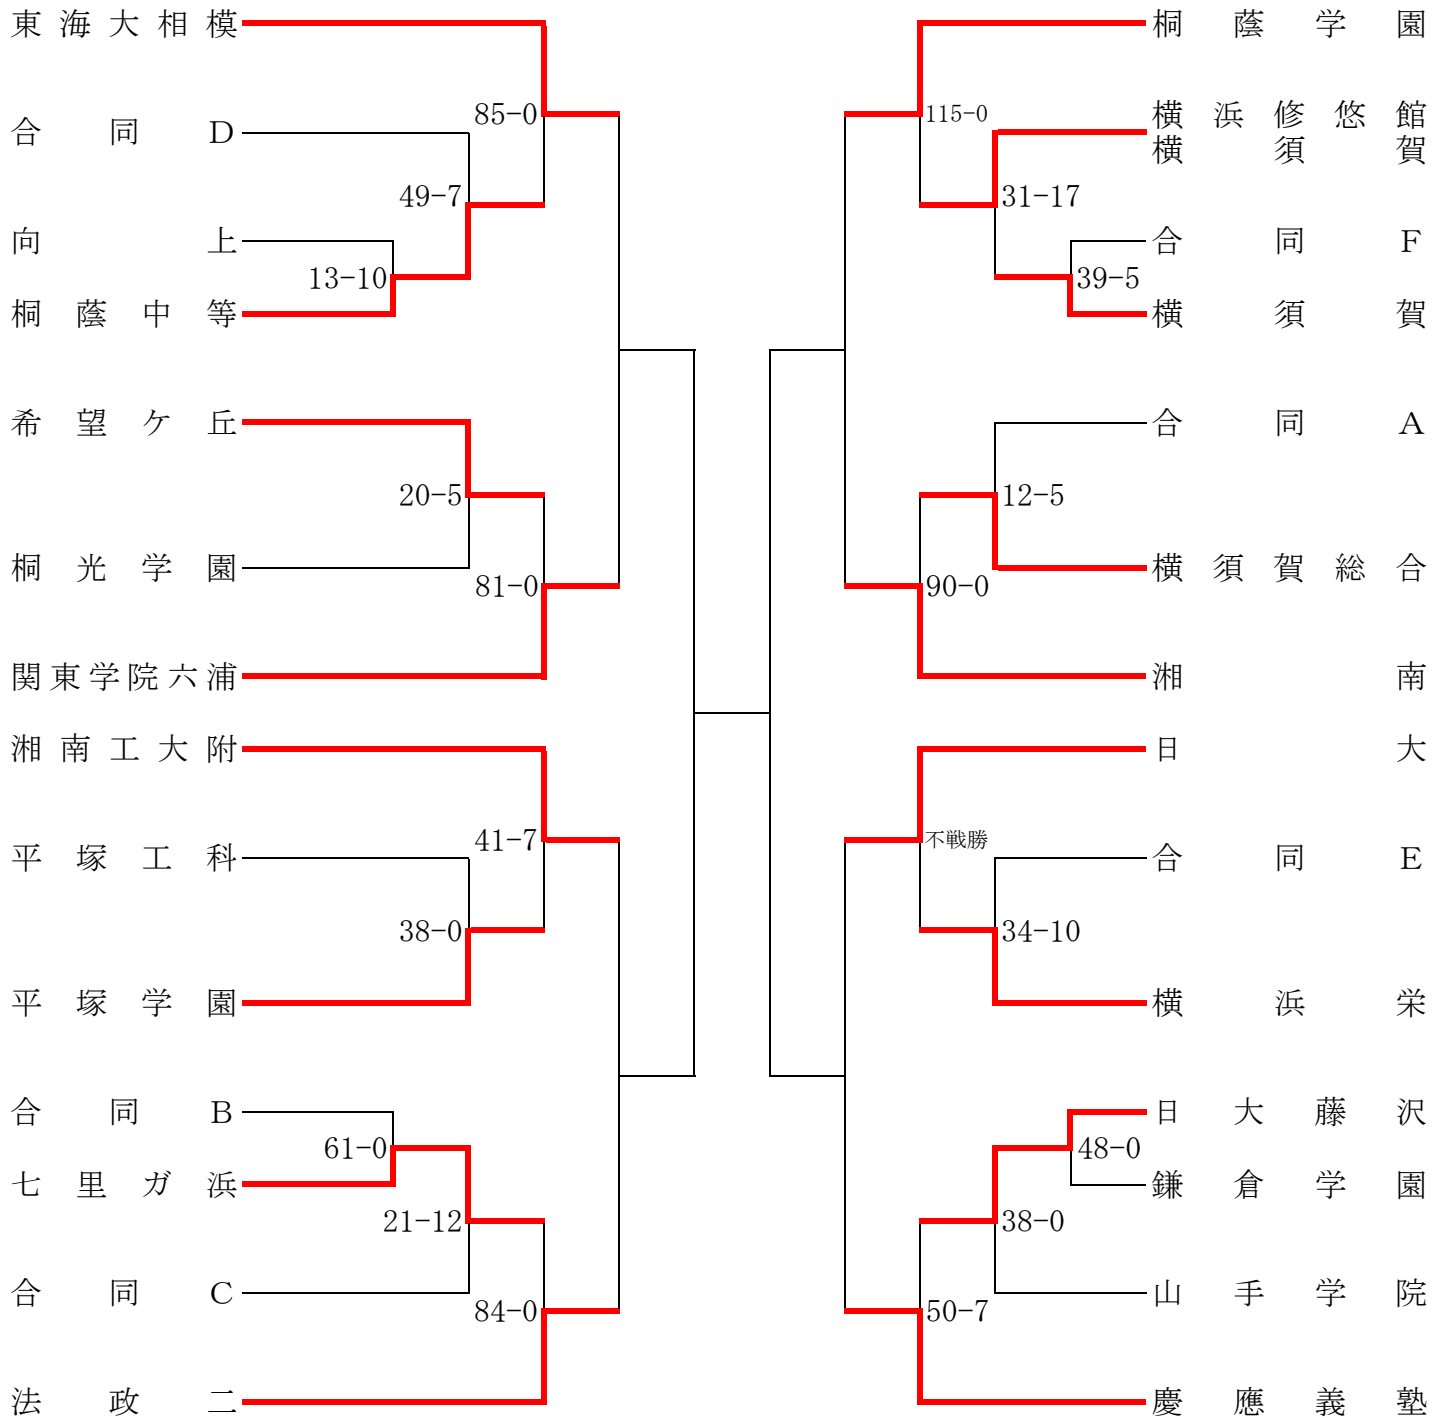 東海大相模
合同D
向上
桐蔭中等
希望ケ丘
桐光学園
関東学院六浦
湘南工大附
平塚工科
平塚学園
合同B
七里ガ浜
合同C
法政二
85-0
49-7
13-10
20-5
81-0
41-7
38-0
61-0
21-12
84-0
115-0
31-17
39-5
12-5
90-0
不戦勝
34-10
48-0
38-0
50-7
桐蔭学園
横浜修悠館
横須賀
合同F
横須賀
合同A
横須賀総合
湘南
日大
合同E
横浜栄
日大藤沢
鎌倉学園
山手学院
慶應義塾